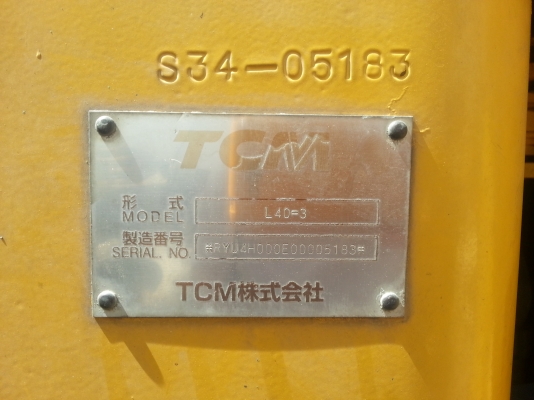 S34-05183
TCM
形式
MODEL
L40=3
製造番号
SERIAL. NO.
=RYU4H000E00005183=
TCM株式会社